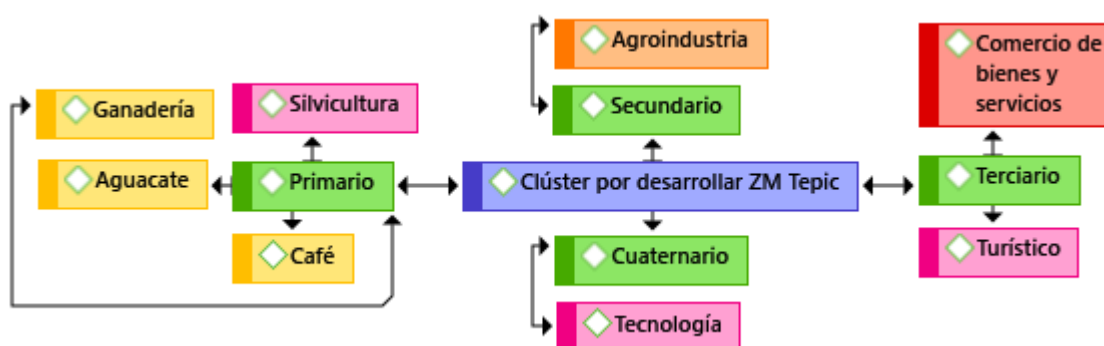 Agroindustria
Comercio de
bienes y
servicios
Ganadería
Silvicultura
Secundario
Aguacate
Primario
Clúster por desarrollar ZM Tepic
Terciario
Café
Cuaternario
Turístico
Tecnología